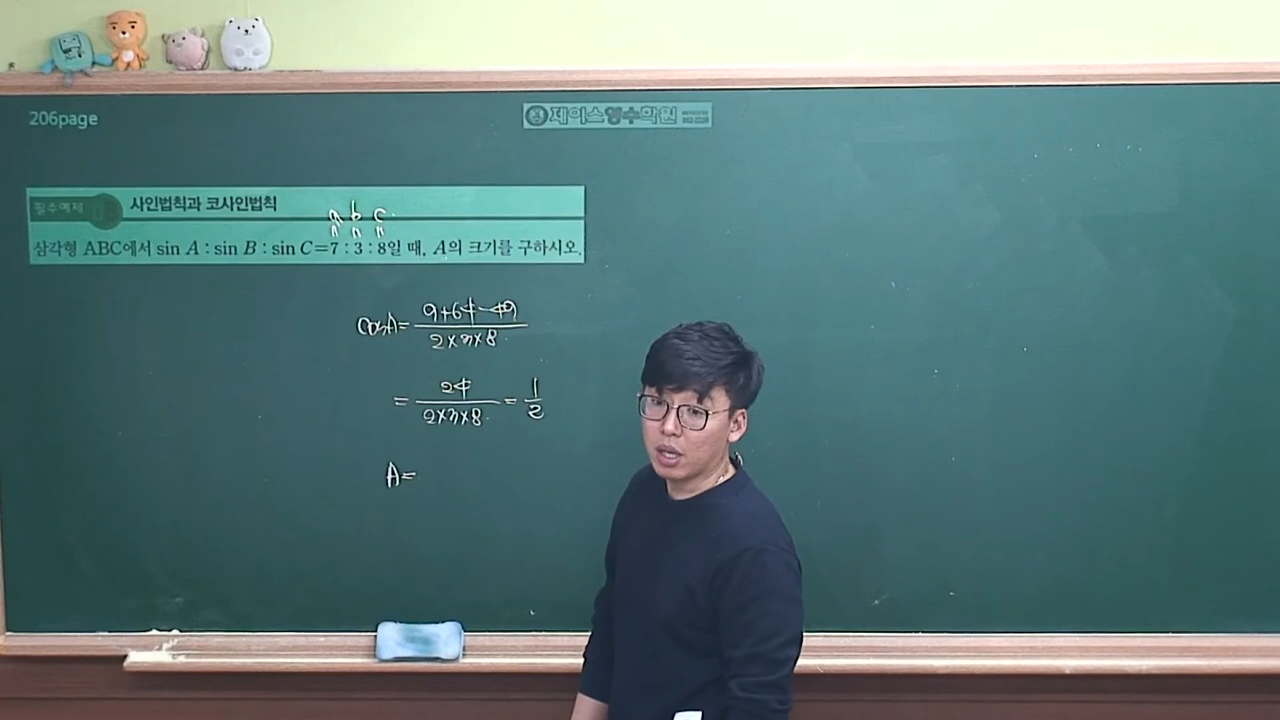 206page
제이스영수학원
필수예제
사인법칙과 코사인법칙
a b c
" " "
삼각형 ABC에서 sin A : sin B : sin C=7 : 3 : 8일 때, A의 크기를 구하시오.
cosA= 9+64-49 / 2×3×8
= 24 / 2×3×8 = 1/2
A=